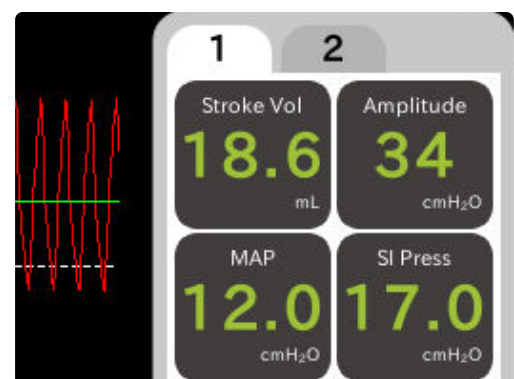 1 2
Stroke Vol Amplitude
18.6 34
mL cmH₂O
MAP SI Press
12.0 17.0
cmH₂O cmH₂O